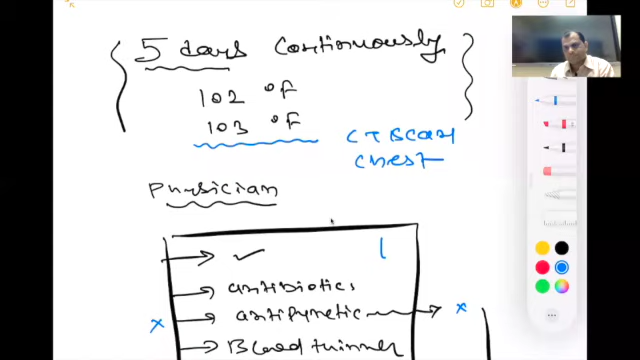 5 days Continuously
102 °F
103 °F
CT Scan
Chest
Physician
antibiotics
antipyretic
Blood thinner